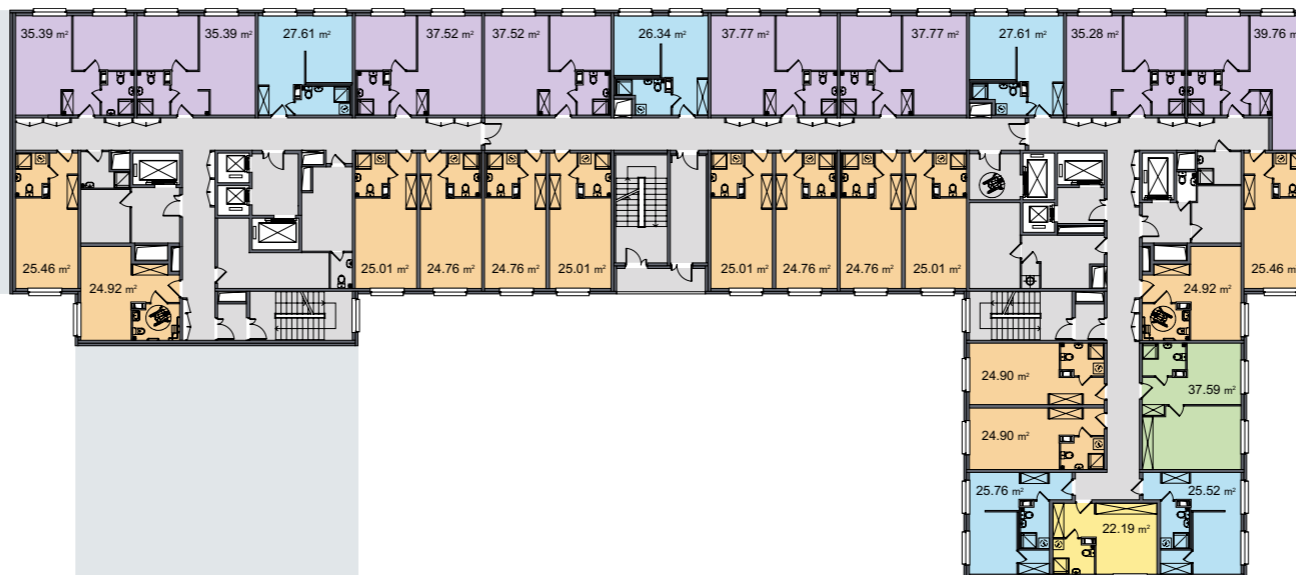 35.39 m²
35.39 m²
27.61 m²
37.52 m²
37.52 m²
26.34 m²
37.77 m²
37.77 m²
27.61 m²
35.28 m²
39.76 m
25.46 m²
24.92 m²
25.01 m²
24.76 m²
24.76 m²
25.01 m²
25.01 m²
24.76 m²
24.76 m²
25.01 m²
24.92 m²
25.46 m²
24.90 m²
37.59 m²
24.90 m²
25.76 m²
25.52 m²
22.19 m²